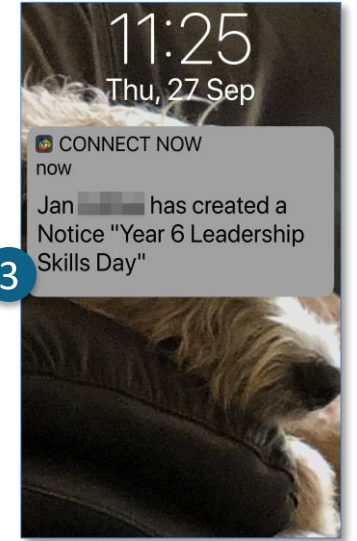 11:25
Thu, 27 Sep
CONNECT NOW
now
Jan has created a
Notice "Year 6 Leadership
Skills Day"
3